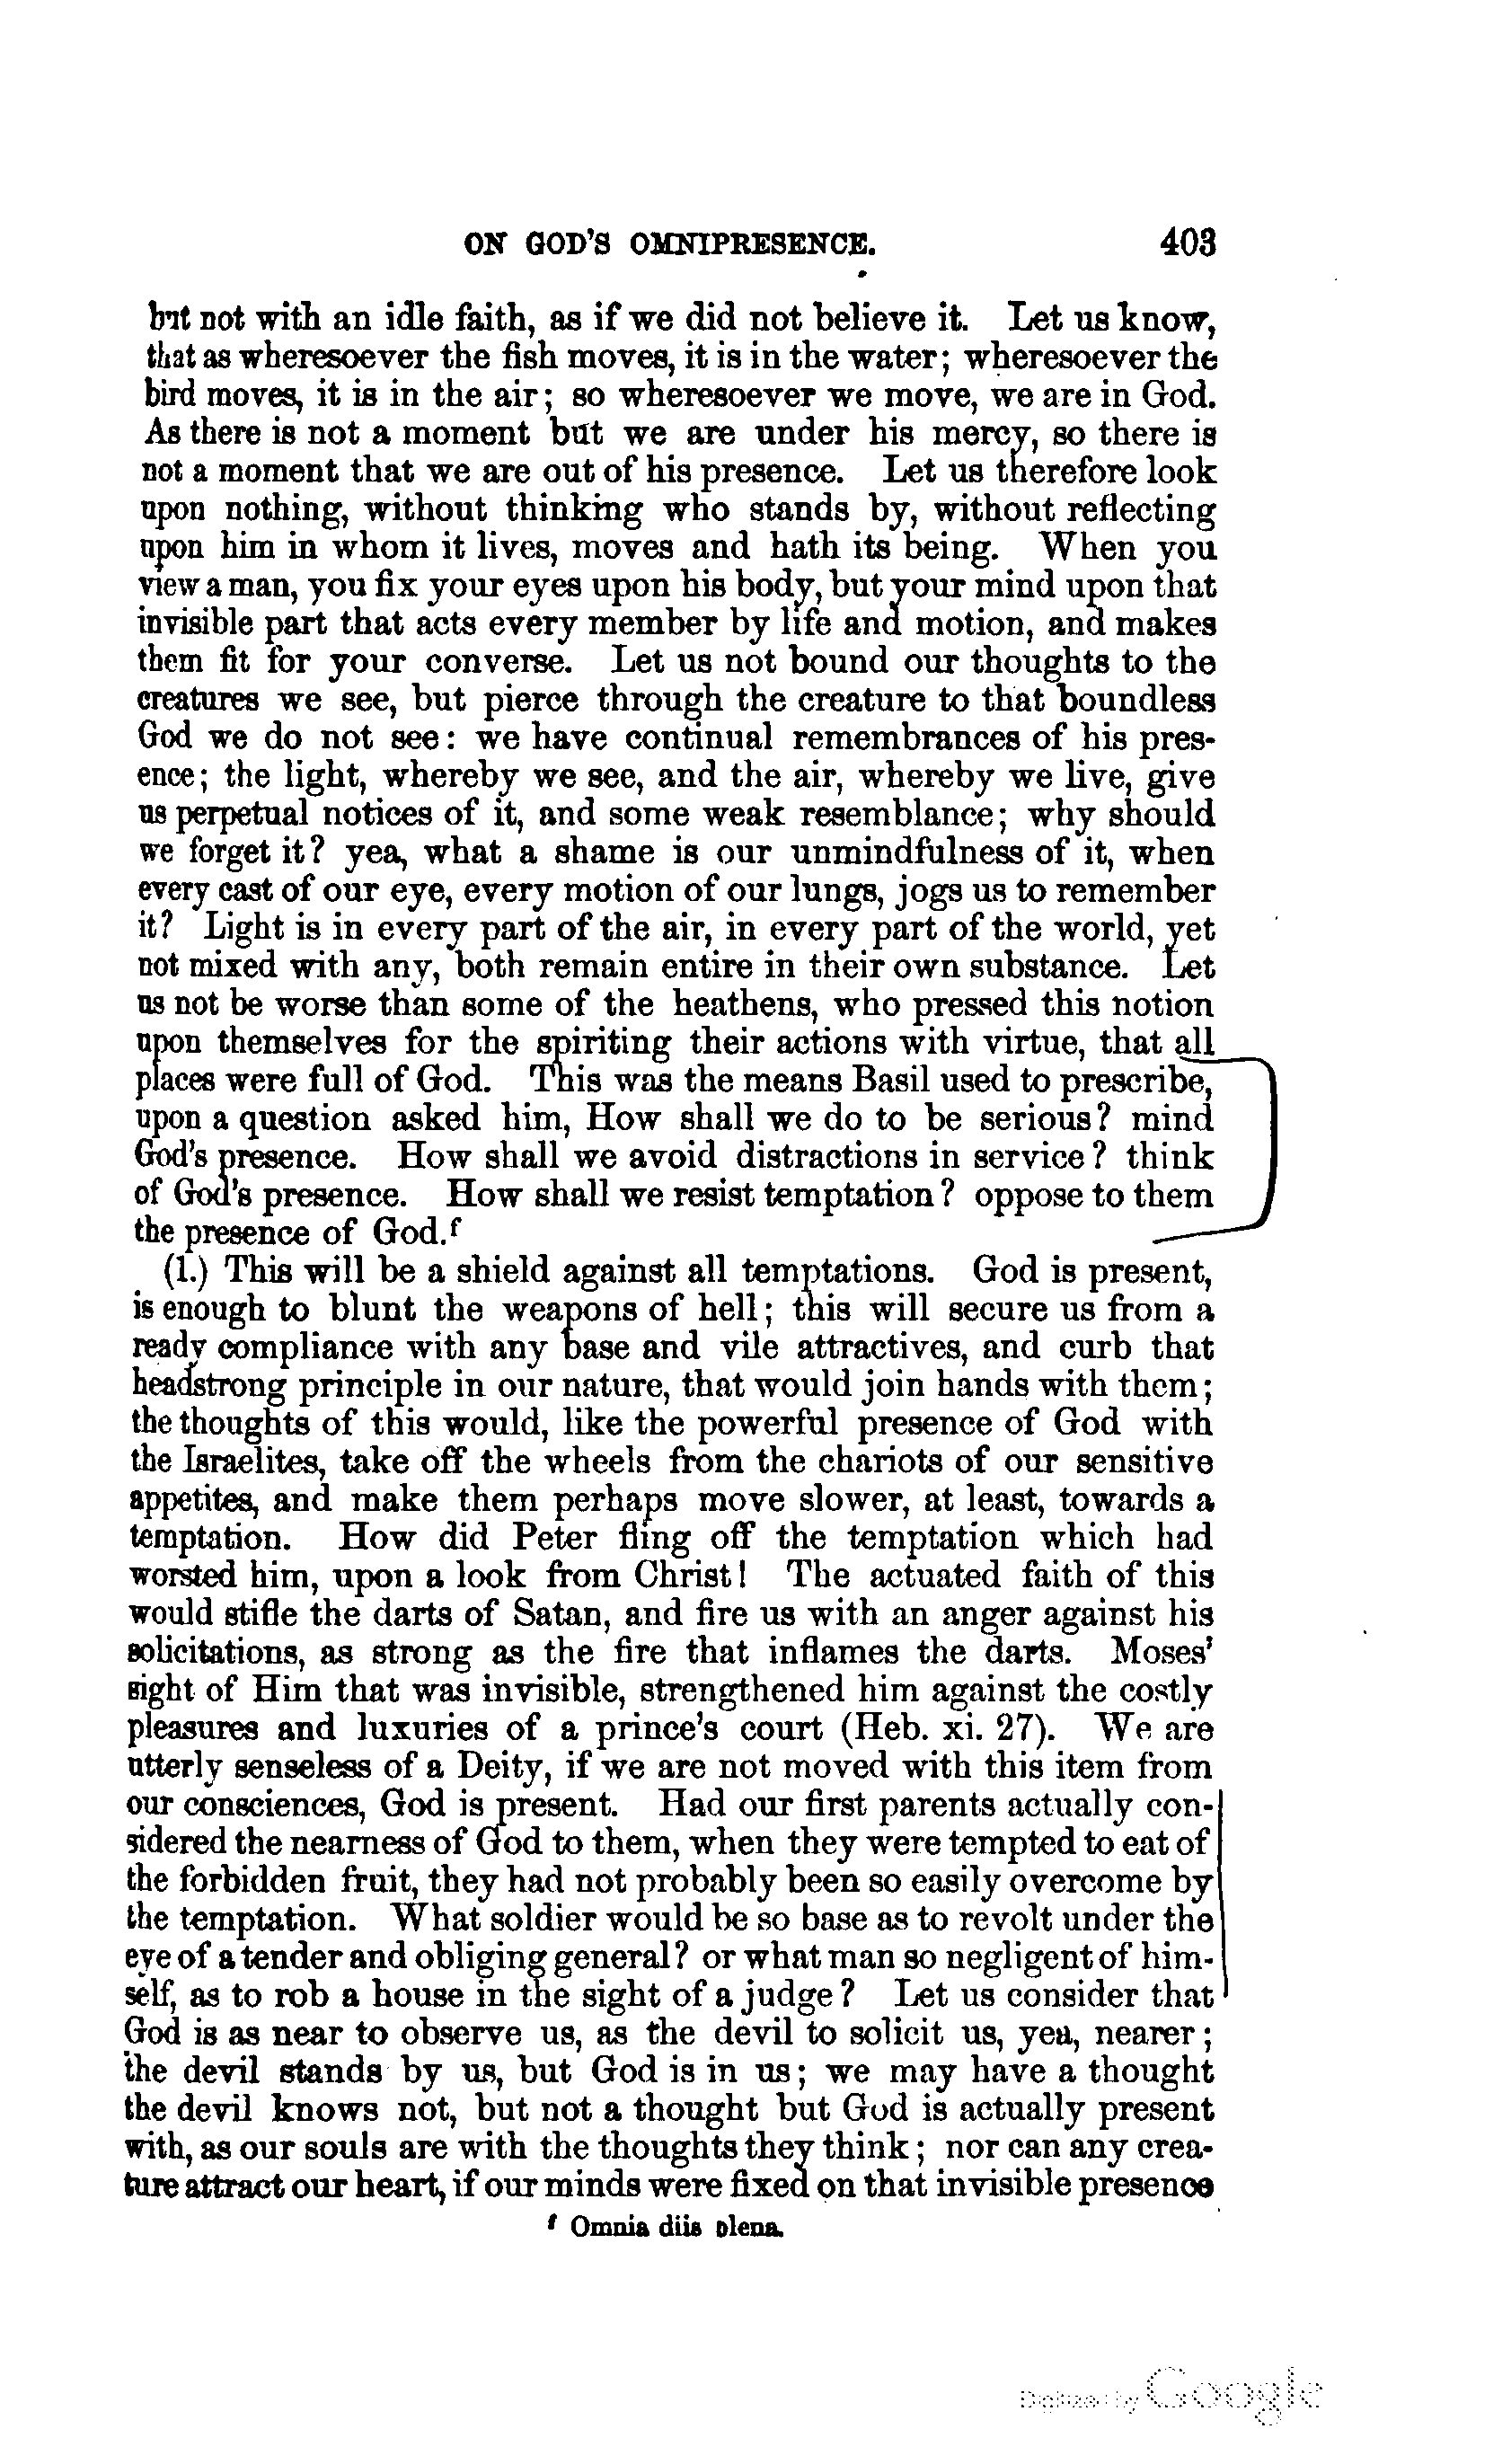 ON GOD'S OMNIPRESENCE. 403
but not with an idle faith, as if we did not believe it. Let us know,
that as wheresoever the fish moves, it is in the water; wheresoever the
bird moves, it is in the air; so wheresoever we move, we are in God.
As there is not a moment but we are under his mercy, so there is
not a moment that we are out of his presence. Let us therefore look
upon nothing, without thinking who stands by, without reflecting
upon him in whom it lives, moves and hath its being. When you
view a man, you fix your eyes upon his body, but your mind upon that
invisible part that acts every member by life and motion, and makes
them fit for your converse. Let us not bound our thoughts to the
creatures we see, but pierce through the creature to that boundless
God we do not see: we have continual remembrances of his pres-
ence; the light, whereby we see, and the air, whereby we live, give
us perpetual notices of it, and some weak resemblance; why should
we forget it? yea, what a shame is our unmindfulness of it, when
every cast of our eye, every motion of our lungs, jogs us to remember
it? Light is in every part of the air, in every part of the world, yet
not mixed with any, both remain entire in their own substance. Let
us not be worse than some of the heathens, who pressed this notion
upon themselves for the spiriting their actions with virtue, that all
places were full of God. This was the means Basil used to prescribe,
upon a question asked him, How shall we do to be serious? mind
God's presence. How shall we avoid distractions in service? think
of God's presence. How shall we resist temptation? oppose to them
the presence of God.f
(1.) This will be a shield against all temptations. God is present,
is enough to blunt the weapons of hell; this will secure us from a
ready compliance with any base and vile attractives, and curb that
headstrong principle in our nature, that would join hands with them;
the thoughts of this would, like the powerful presence of God with
the Israelites, take off the wheels from the chariots of our sensitive
appetites, and make them perhaps move slower, at least, towards a
temptation. How did Peter fling off the temptation which had
worsted him, upon a look from Christ! The actuated faith of this
would stifle the darts of Satan, and fire us with an anger against his
solicitations, as strong as the fire that inflames the darts. Moses'
sight of Him that was invisible, strengthened him against the costly
pleasures and luxuries of a prince's court (Heb. xi. 27). We are
utterly senseless of a Deity, if we are not moved with this item from
our consciences, God is present. Had our first parents actually con-
sidered the nearness of God to them, when they were tempted to eat of
the forbidden fruit, they had not probably been so easily overcome by
the temptation. What soldier would be so base as to revolt under the
eye of a tender and obliging general? or what man so negligent of him-
self, as to rob a house in the sight of a judge? Let us consider that
God is as near to observe us, as the devil to solicit us, yea, nearer;
the devil stands by us, but God is in us; we may have a thought
the devil knows not, but not a thought but God is actually present
with, as our souls are with the thoughts they think; nor can any crea-
ture attract our heart, if our minds were fixed on that invisible presence
f Omnia diis plena.
Digitized by Google